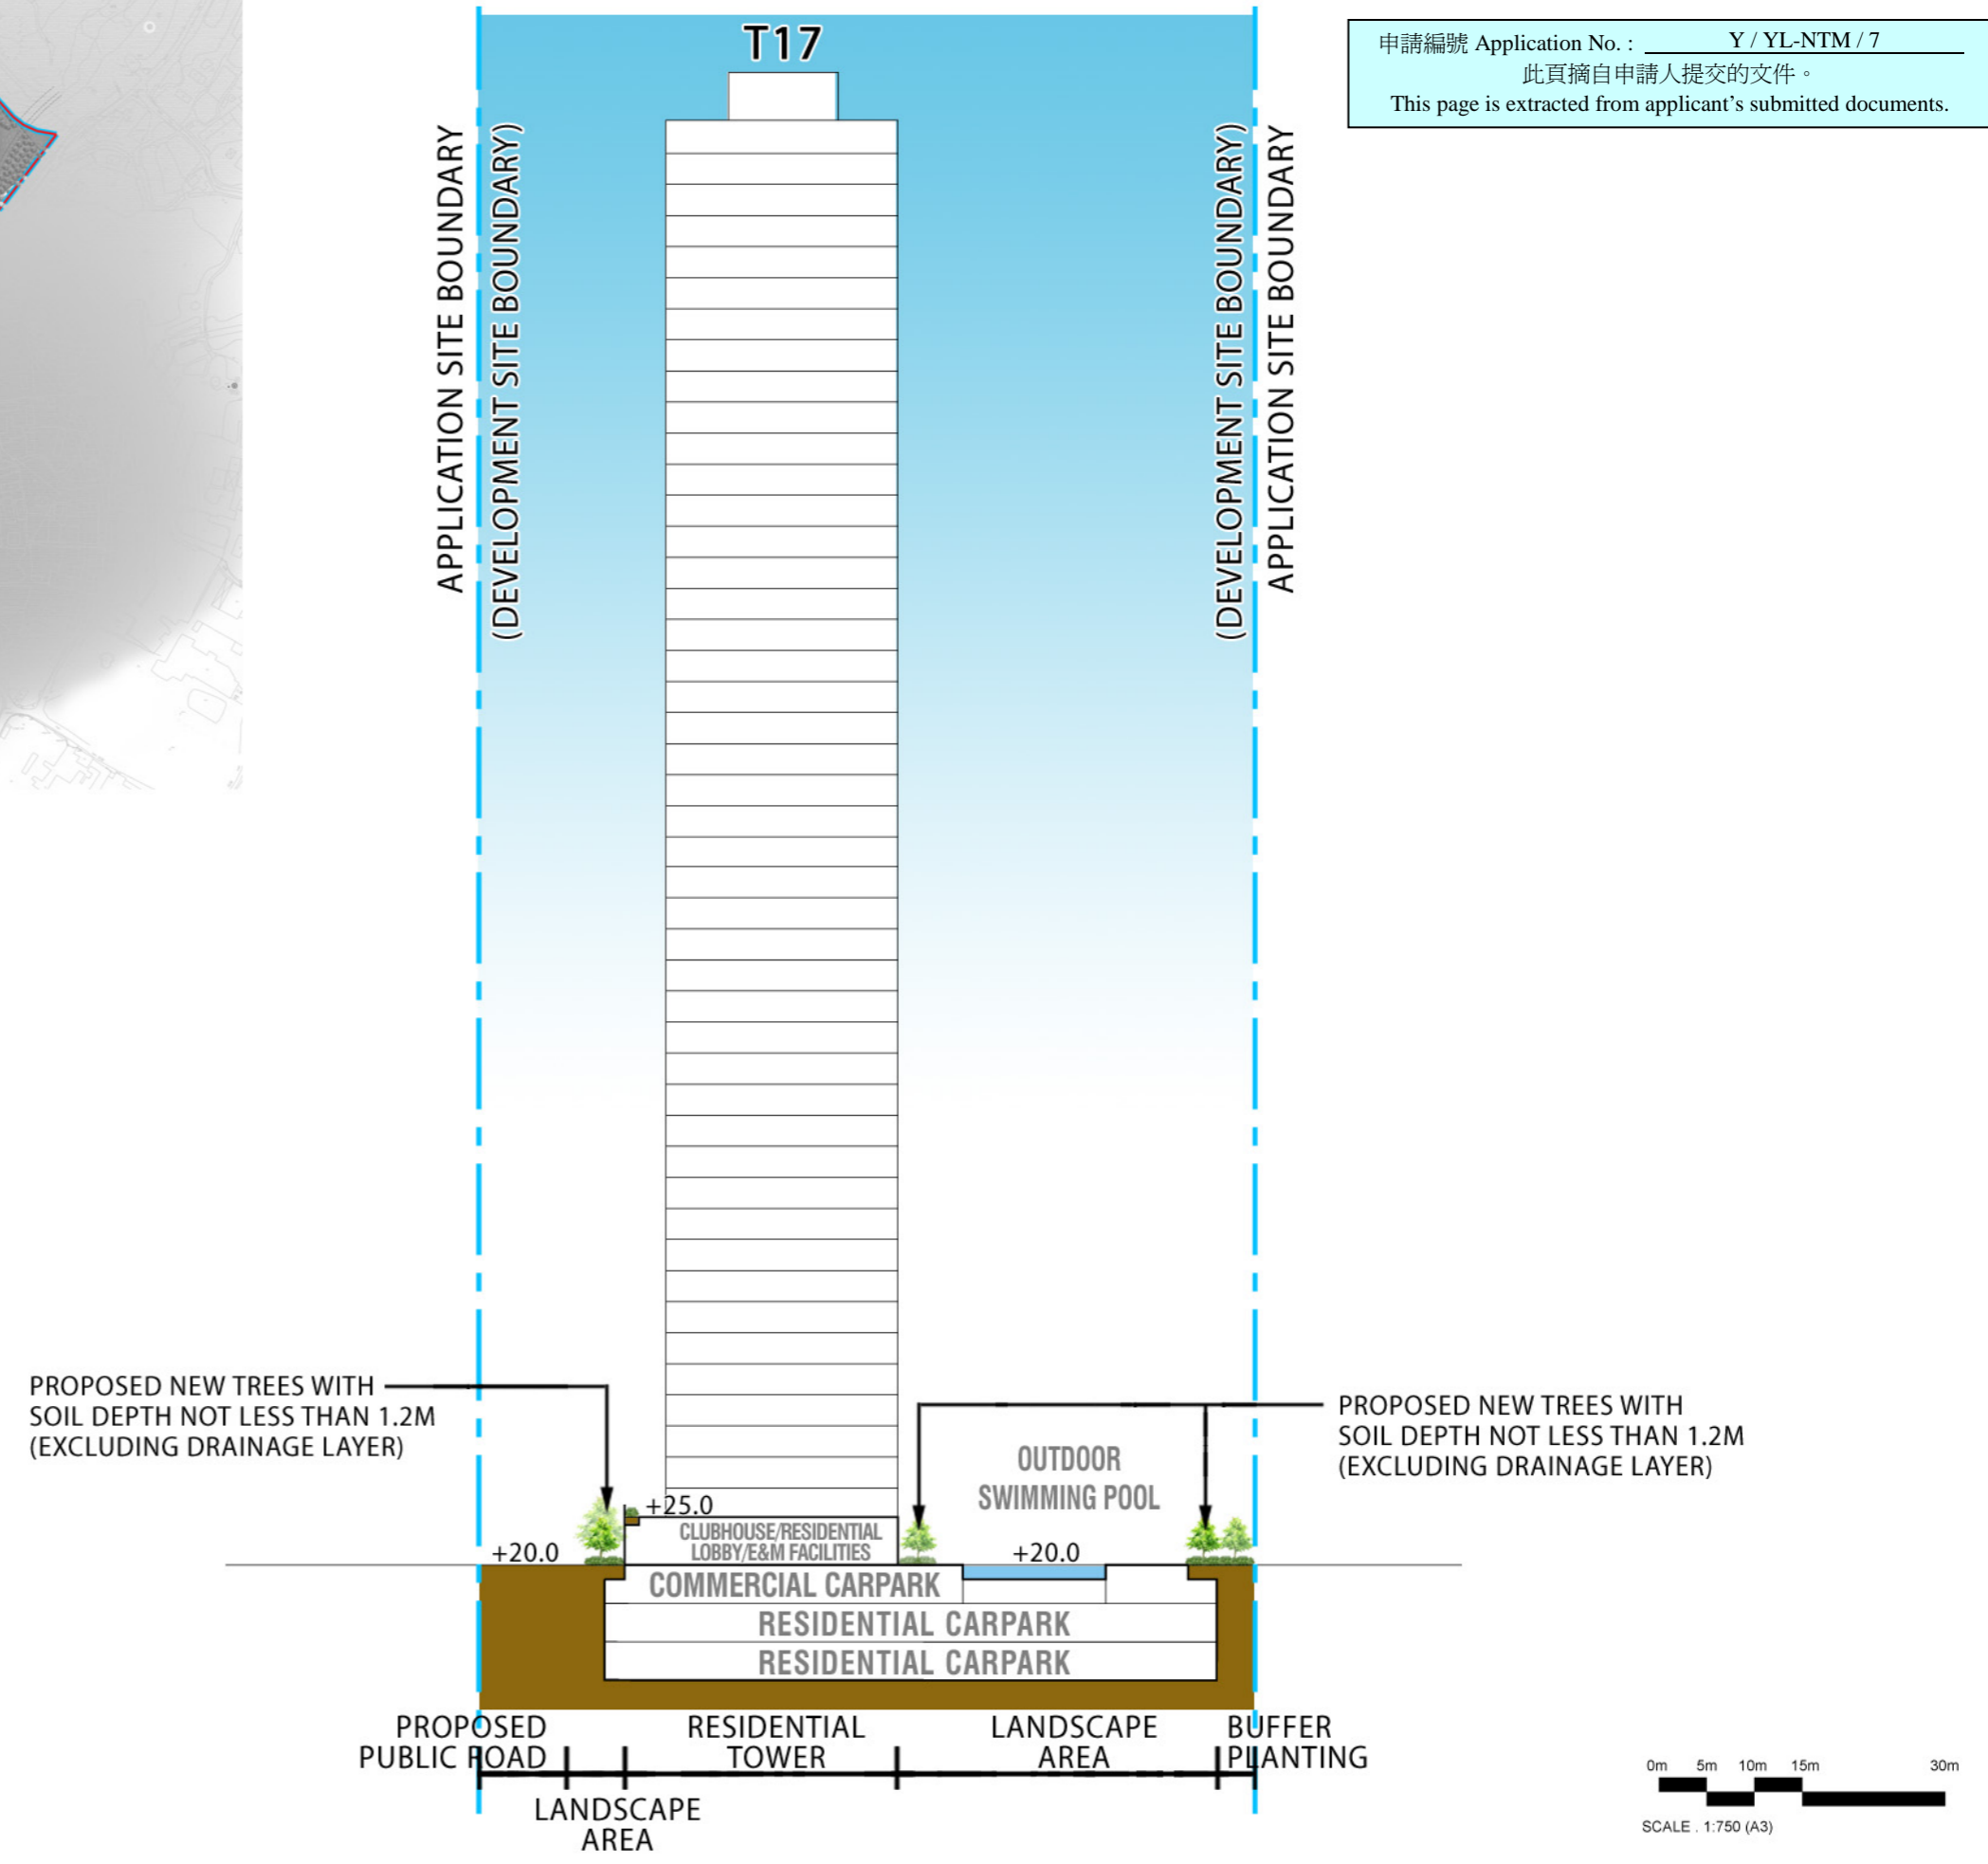 T17
申請編號 Application No. : Y / YL-NTM / 7
此頁摘自申請人提交的文件。
This page is extracted from applicant's submitted documents.
APPLICATION SITE BOUNDARY
(DEVELOPMENT SITE BOUNDARY)
(DEVELOPMENT SITE BOUNDARY)
APPLICATION SITE BOUNDARY
PROPOSED NEW TREES WITH
SOIL DEPTH NOT LESS THAN 1.2M
(EXCLUDING DRAINAGE LAYER)
PROPOSED NEW TREES WITH
SOIL DEPTH NOT LESS THAN 1.2M
(EXCLUDING DRAINAGE LAYER)
OUTDOOR
SWIMMING POOL
+25.0
CLUBHOUSE/RESIDENTIAL
LOBBY/E&M FACILITIES
+20.0
+20.0
COMMERCIAL CARPARK
RESIDENTIAL CARPARK
RESIDENTIAL CARPARK
PROPOSED
PUBLIC ROAD
RESIDENTIAL
TOWER
LANDSCAPE
AREA
BUFFER
PLANTING
LANDSCAPE
AREA
0m 5m 10m 15m 30m
SCALE . 1:750 (A3)